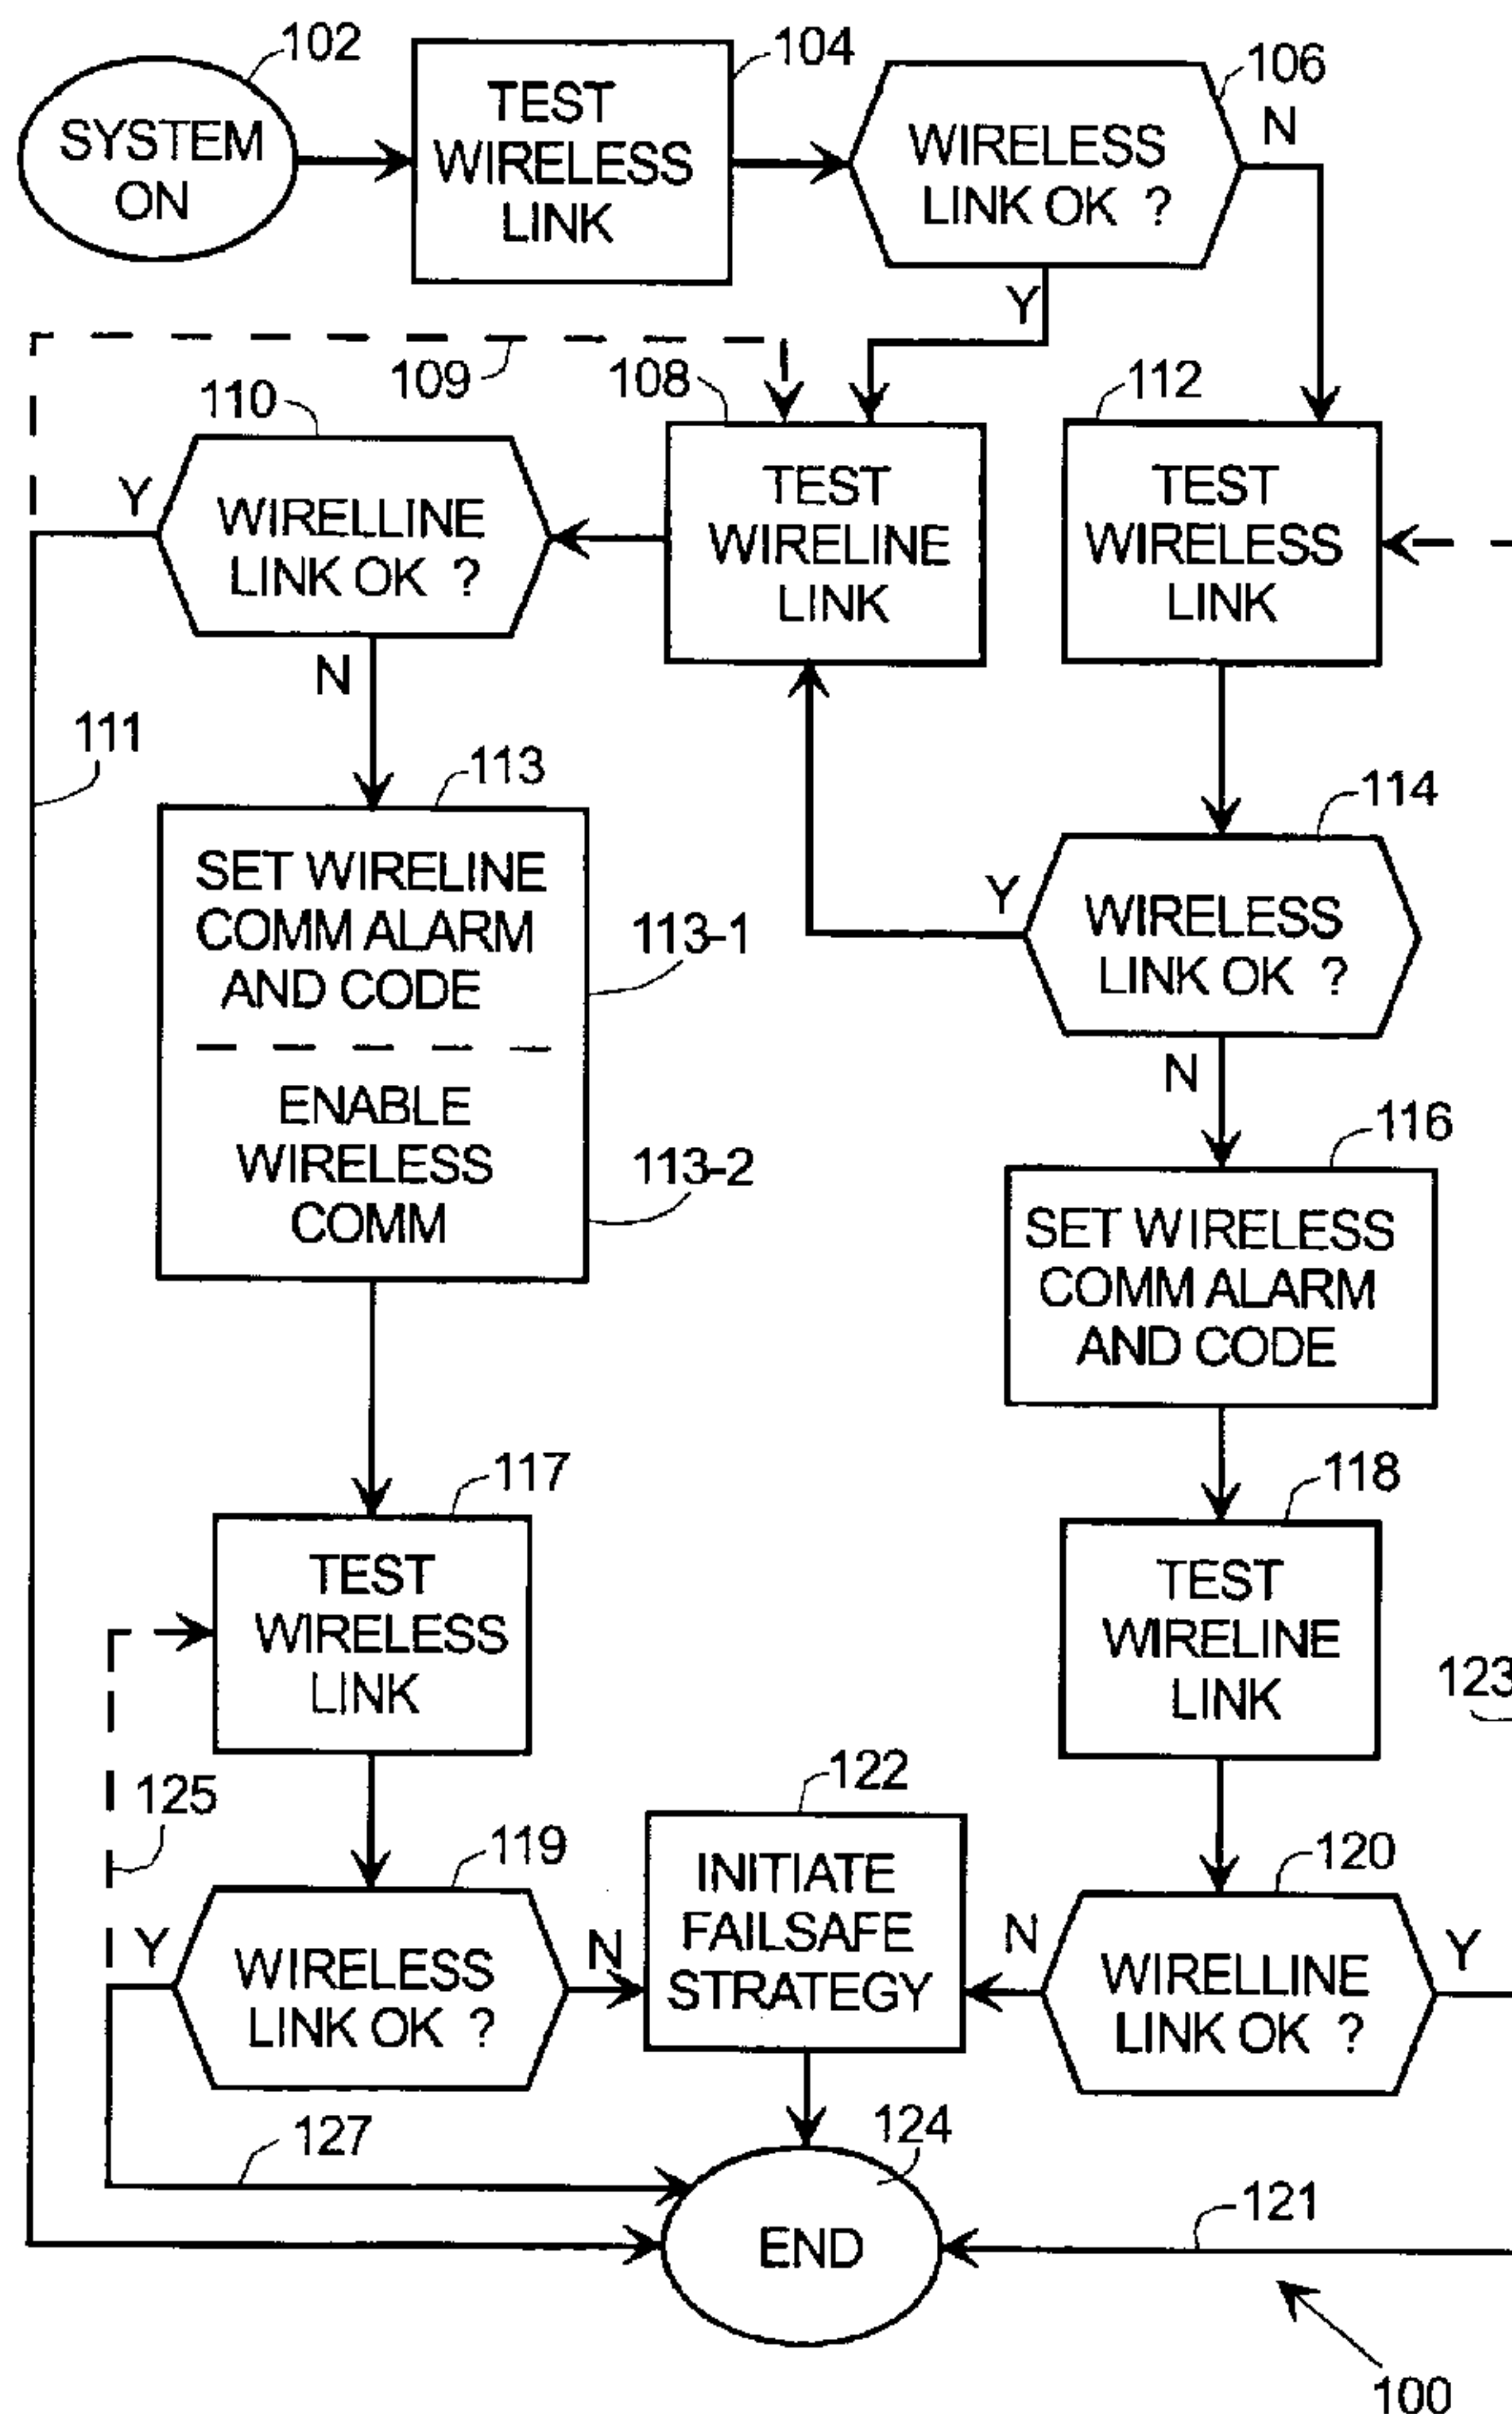 102
SYSTEM
ON
104
TEST
WIRELESS
LINK
106
WIRELESS
LINK OK ?
N
Y
109
108
TEST
WIRELINE
LINK
110
WIRELLINE
LINK OK ?
Y
N
112
TEST
WIRELESS
LINK
111
113
SET WIRELINE
COMM ALARM
AND CODE
113-1
ENABLE
WIRELESS
COMM
113-2
114
WIRELESS
LINK OK ?
Y
N
116
SET WIRELESS
COMM ALARM
AND CODE
117
TEST
WIRELESS
LINK
118
TEST
WIRELINE
LINK
123
125
119
WIRELESS
LINK OK ?
Y
N
122
INITIATE
FAILSAFE
STRATEGY
120
WIRELLINE
LINK OK ?
N
Y
127
124
END
121
100